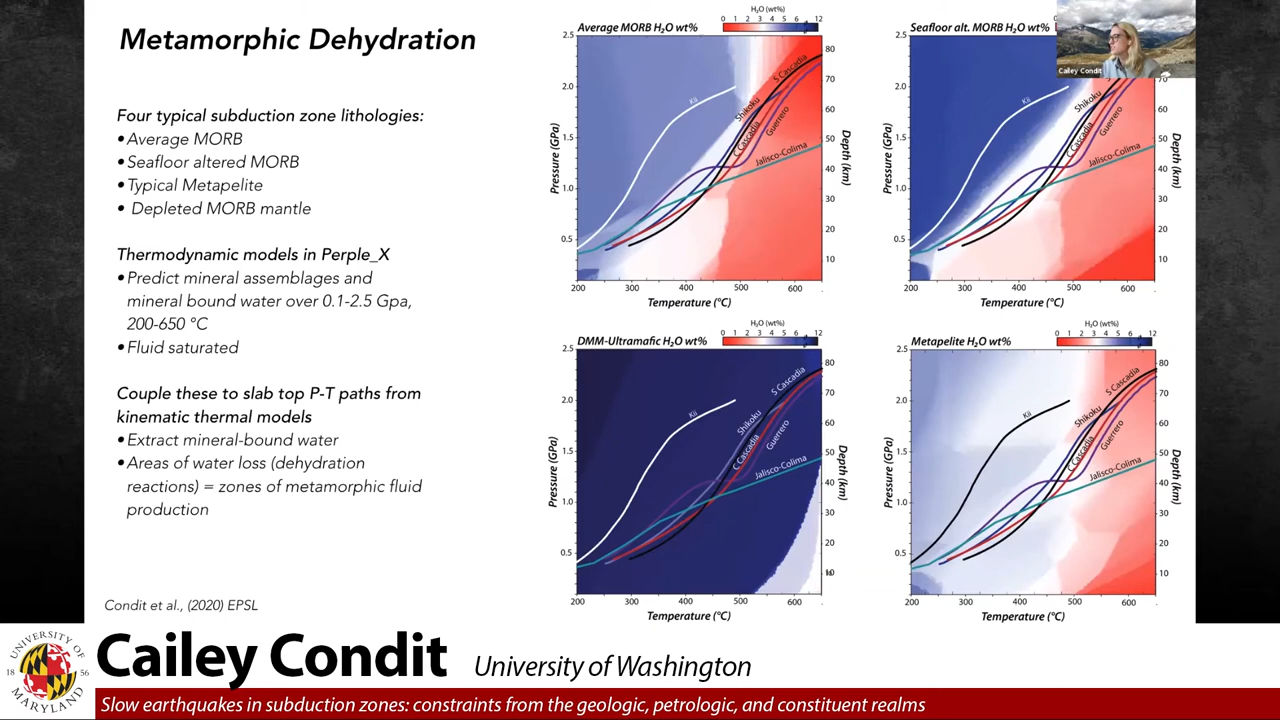 Metamorphic Dehydration
Four typical subduction zone lithologies:
• Average MORB
• Seafloor altered MORB
• Typical Metapelite
• Depleted MORB mantle
Thermodynamic models in Perple_X
• Predict mineral assemblages and
mineral bound water over 0.1-2.5 Gpa,
200-650 °C
• Fluid saturated
Couple these to slab top P-T paths from
kinematic thermal models
• Extract mineral-bound water
• Areas of water loss (dehydration
reactions) = zones of metamorphic fluid
production
Condit et al., (2020) EPSL
H₂O (wt%)
0 1 2 3 4 5 6 12
Average MORB H₂O wt%
2.5
2.0
1.5
1.0
0.5
Pressure (GPa)
80
70
60
50
40
30
20
10
Depth (km)
200 300 400 500 600
Temperature (°C)
Kii
Shikoku
S Cascadia
C Cascadia
Guerrero
Jalisco-Colima
Seafloor alt. MORB H₂O wt%
2.5
2.0
1.5
1.0
0.5
Pressure (GPa)
70
60
50
40
30
20
10
Depth (km)
200 300 400 500 600
Temperature (°C)
Kii
Shikoku
C Cascadia
Guerrero
Jalisco-Colima
Cailey Condit
H₂O (wt%)
0 1 2 3 4 5 6 12
DMM-Ultramafic H₂O wt%
2.5
2.0
1.5
1.0
0.5
Pressure (GPa)
80
70
60
50
40
30
20
10
Depth (km)
200 300 400 500 600
Temperature (°C)
Kii
Shikoku
S Cascadia
C Cascadia
Guerrero
Jalisco-Colima
H₂O (wt%)
0 1 2 3 4 5 6 12
Metapelite H₂O wt%
2.5
2.0
1.5
1.0
0.5
Pressure (GPa)
80
70
60
50
40
30
20
10
Depth (km)
200 300 400 500 600
Temperature (°C)
Kii
Shikoku
S Cascadia
C Cascadia
Guerrero
Jalisco-Colima
UNIVERSITY OF
18 56
MARYLAND
Cailey Condit University of Washington
Slow earthquakes in subduction zones: constraints from the geologic, petrologic, and constituent realms